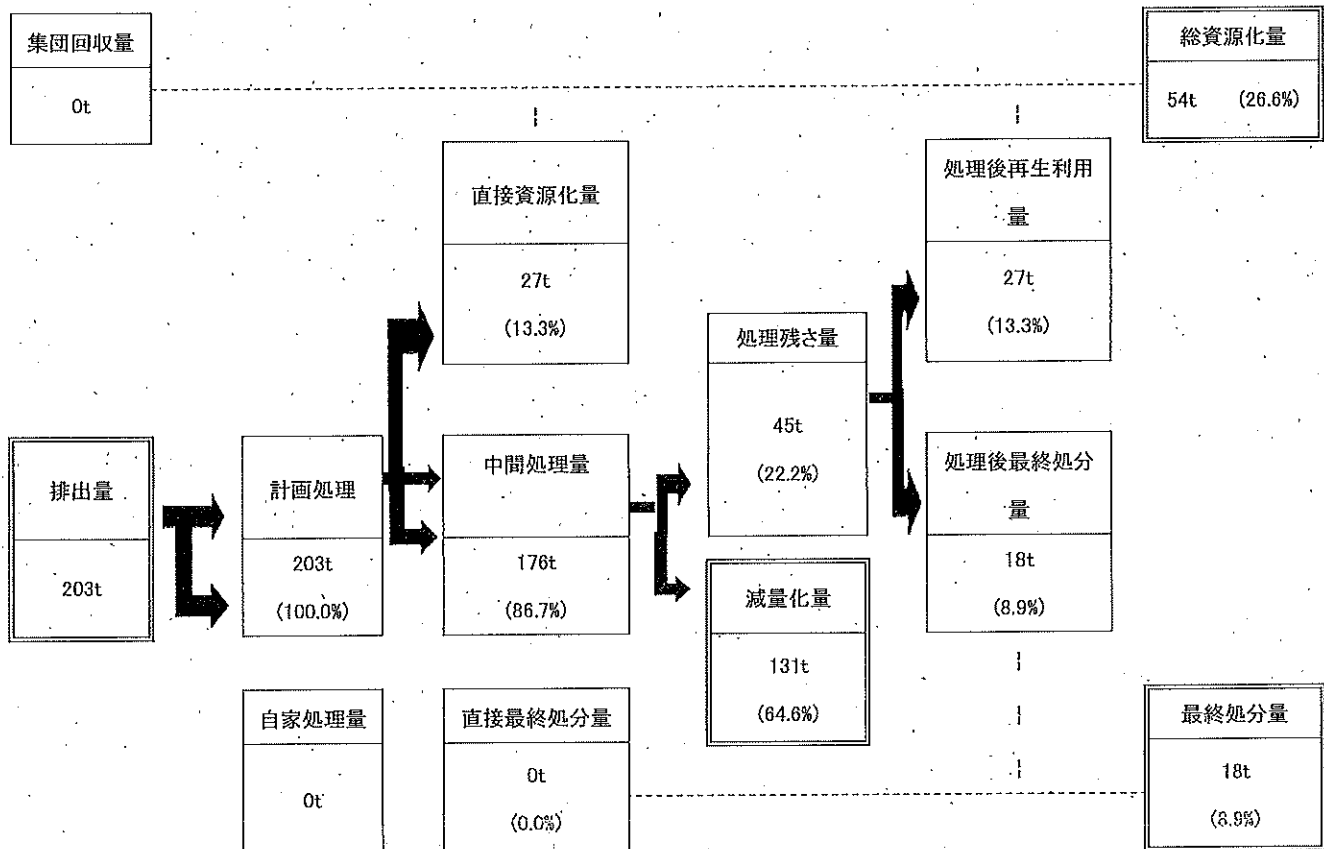 集団回収量
0t
総資源化量
54t (26.6%)
直接資源化量
27t
(13.3%)
処理後再生利用
量
27t
(13.3%)
処理残さ量
45t
(22.2%)
排出量
203t
計画処理
203t
(100.0%)
中間処理量
176t
(86.7%)
処理後最終処分
量
18t
(8.9%)
減量化量
131t
(64.6%)
自家処理量
0t
直接最終処分量
0t
(0.0%)
最終処分量
18t
(8.9%)